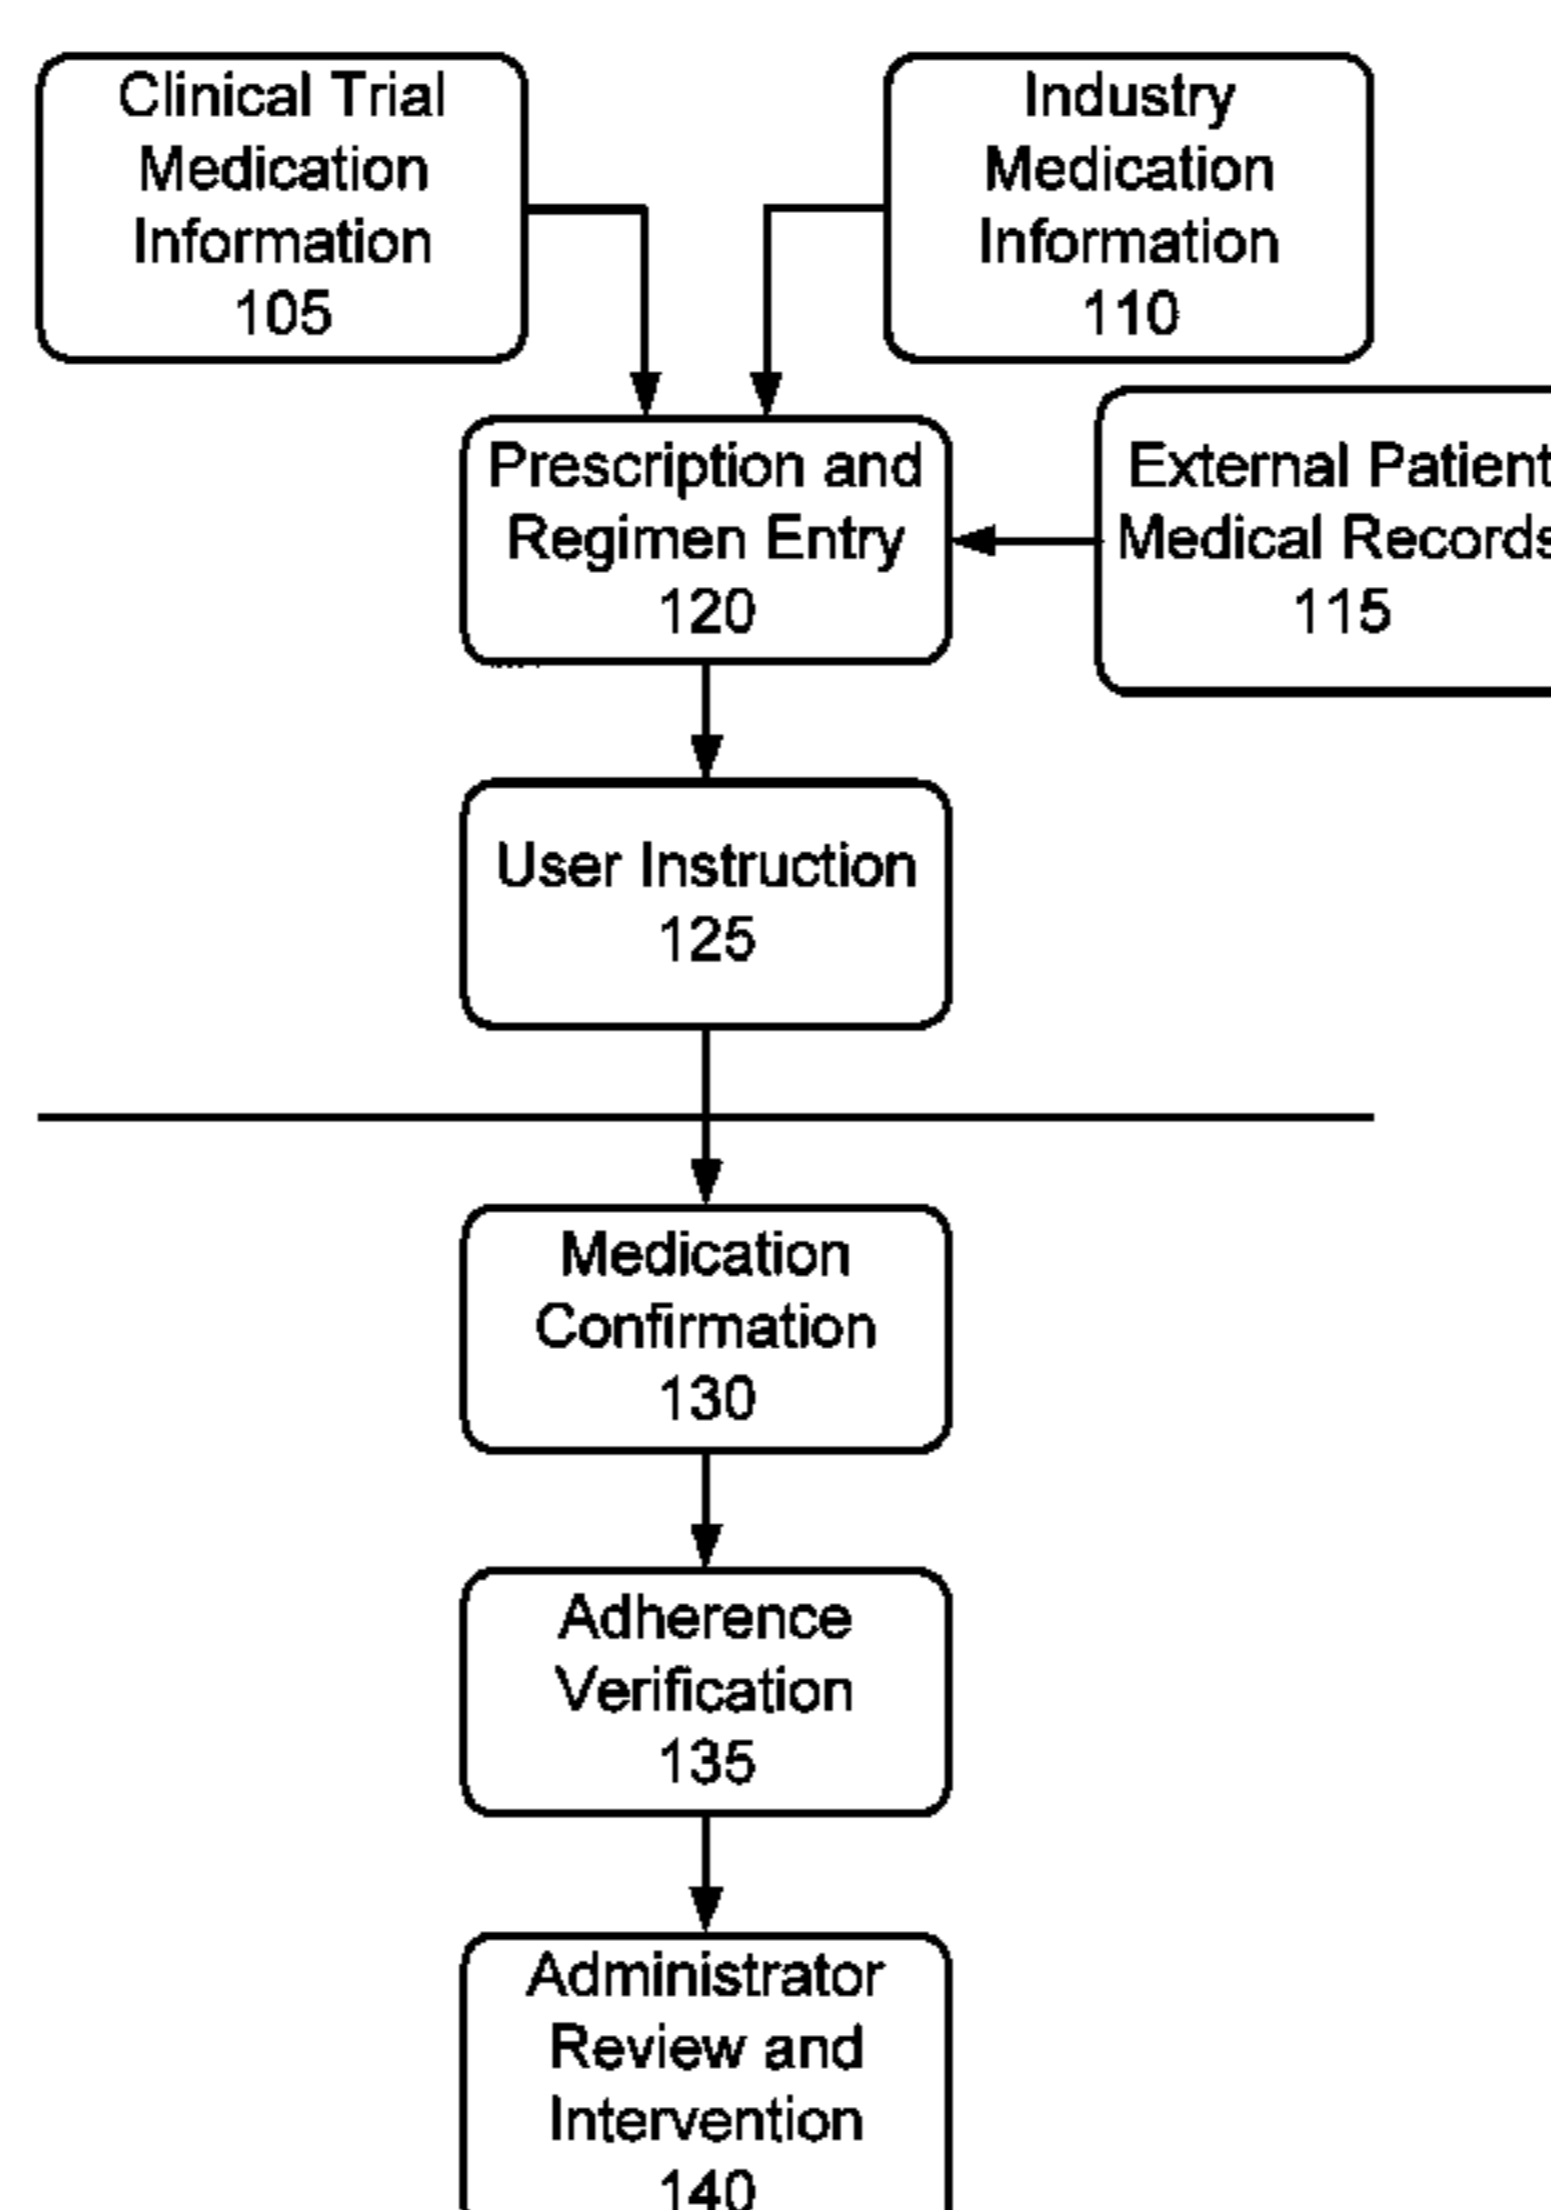 Clinical Trial
Medication
Information
105
Industry
Medication
Information
110
Prescription and
Regimen Entry
120
External Patient
Medical Records
115
User Instruction
125
Medication
Confirmation
130
Adherence
Verification
135
Administrator
Review and
Intervention
140